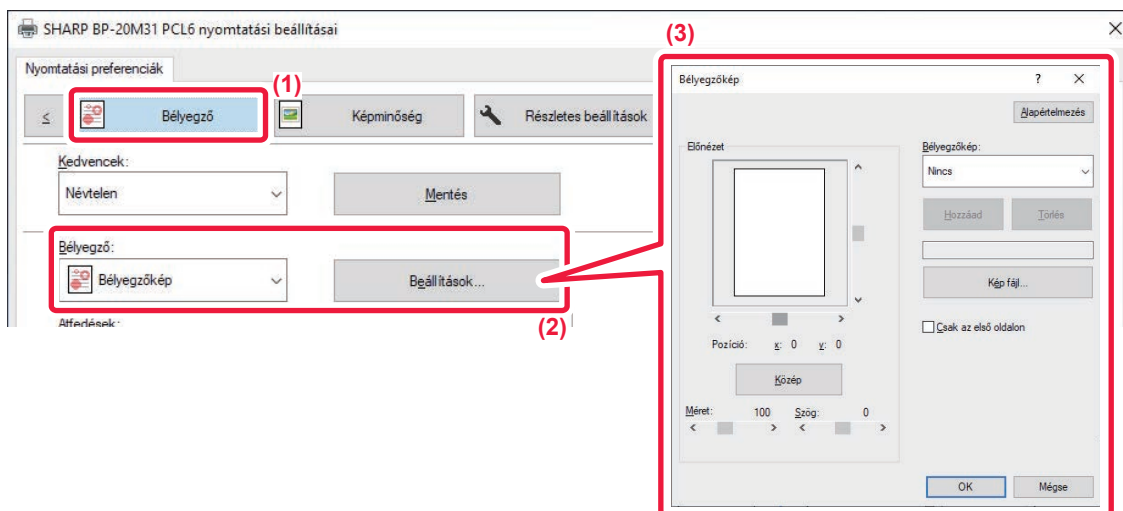 SHARP BP-20M31 PCL6 nyomtatási beállításai
Nyomtatási preferenciák
(1)
≤ Bélyegző Képminőség Részletes beállítások
Kedvencek:
Névtelen Mentés
Bélyegző:
Bélyegzőkép Beállítások...
(2)
Átfedések:
(3)
Bélyegzőkép ?
Alapértelmezés
Előnézet
Bélyegzőkép:
Nincs
Hozzáad Törlés
Kép fájl...
Csak az első oldalon
Pozíció: x: 0 y: 0
Közép
Méret: 100 Szög: 0
OK Mégse